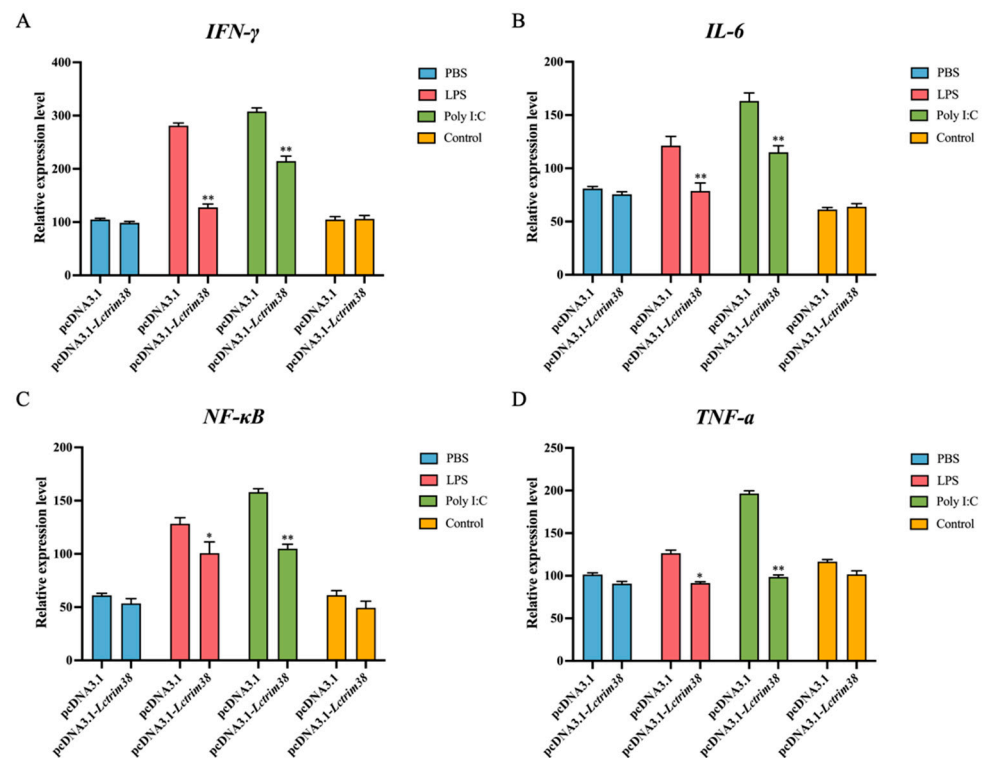 A
IFN-γ
Relative expression level
400
300
200
100
0
pcDNA3.1
pcDNA3.1-Lctrim38
pcDNA3.1
pcDNA3.1-Lctrim38
pcDNA3.1
pcDNA3.1-Lctrim38
pcDNA3.1
pcDNA3.1-Lctrim38
**
**
PBS
LPS
Poly I:C
Control
B
IL-6
Relative expression level
200
150
100
50
0
pcDNA3.1
pcDNA3.1-Lctrim38
pcDNA3.1
pcDNA3.1-Lctrim38
pcDNA3.1
pcDNA3.1-Lctrim38
pcDNA3.1
pcDNA3.1-Lctrim38
**
**
PBS
LPS
Poly I:C
Control
C
NF-κB
Relative expression level
200
150
100
50
0
pcDNA3.1
pcDNA3.1-Lctrim38
pcDNA3.1
pcDNA3.1-Lctrim38
pcDNA3.1
pcDNA3.1-Lctrim38
pcDNA3.1
pcDNA3.1-Lctrim38
*
**
PBS
LPS
Poly I:C
Control
D
TNF-a
Relative expression level
250
200
150
100
50
0
pcDNA3.1
pcDNA3.1-Lctrim38
pcDNA3.1
pcDNA3.1-Lctrim38
pcDNA3.1
pcDNA3.1-Lctrim38
pcDNA3.1
pcDNA3.1-Lctrim38
*
**
PBS
LPS
Poly I:C
Control